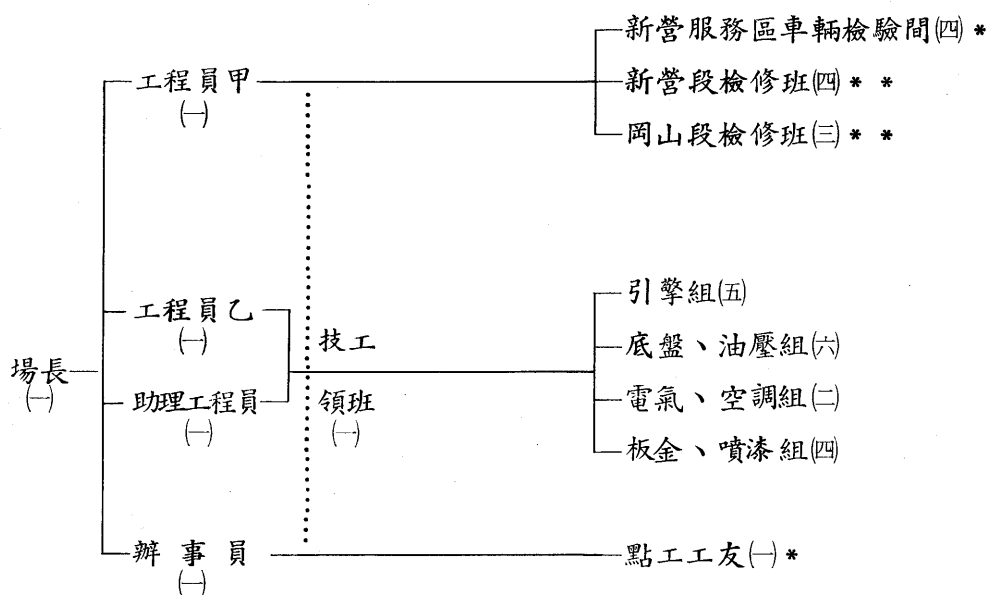 新營服務區車輛檢驗間㈣*
工程員甲
㈠
新營段檢修班㈣* *
岡山段檢修班㈢* *
工程員乙
㈠
引擎組㈤
技工
底盤、油壓組㈥
場長
㈠
助理工程員
㈠
領班
㈠
電氣、空調組㈡
板金、噴漆組㈣
辦事員
㈠
點工工友㈠*